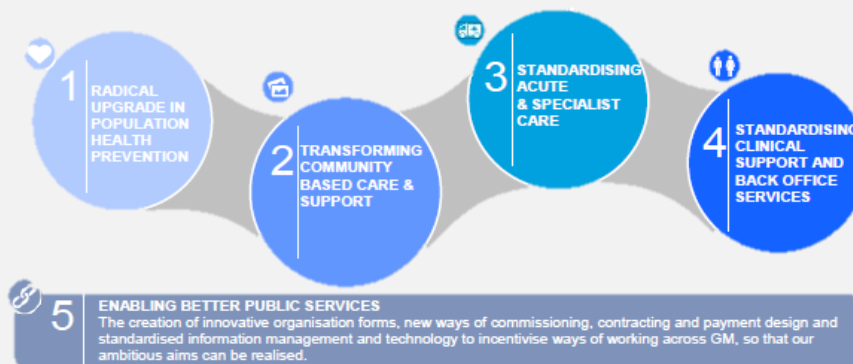 1
RADICAL
UPGRADE IN
POPULATION
HEALTH
PREVENTION
2
TRANSFORMING
COMMUNITY
BASED CARE &
SUPPORT
3
STANDARDISING
ACUTE
& SPECIALIST
CARE
4
STANDARDISING
CLINICAL
SUPPORT AND
BACK OFFICE
SERVICES
5
ENABLING BETTER PUBLIC SERVICES
The creation of innovative organisation forms, new ways of commissioning, contracting and payment design and
standardised information management and technology to incentivise ways of working across GM, so that our
ambitious aims can be realised.